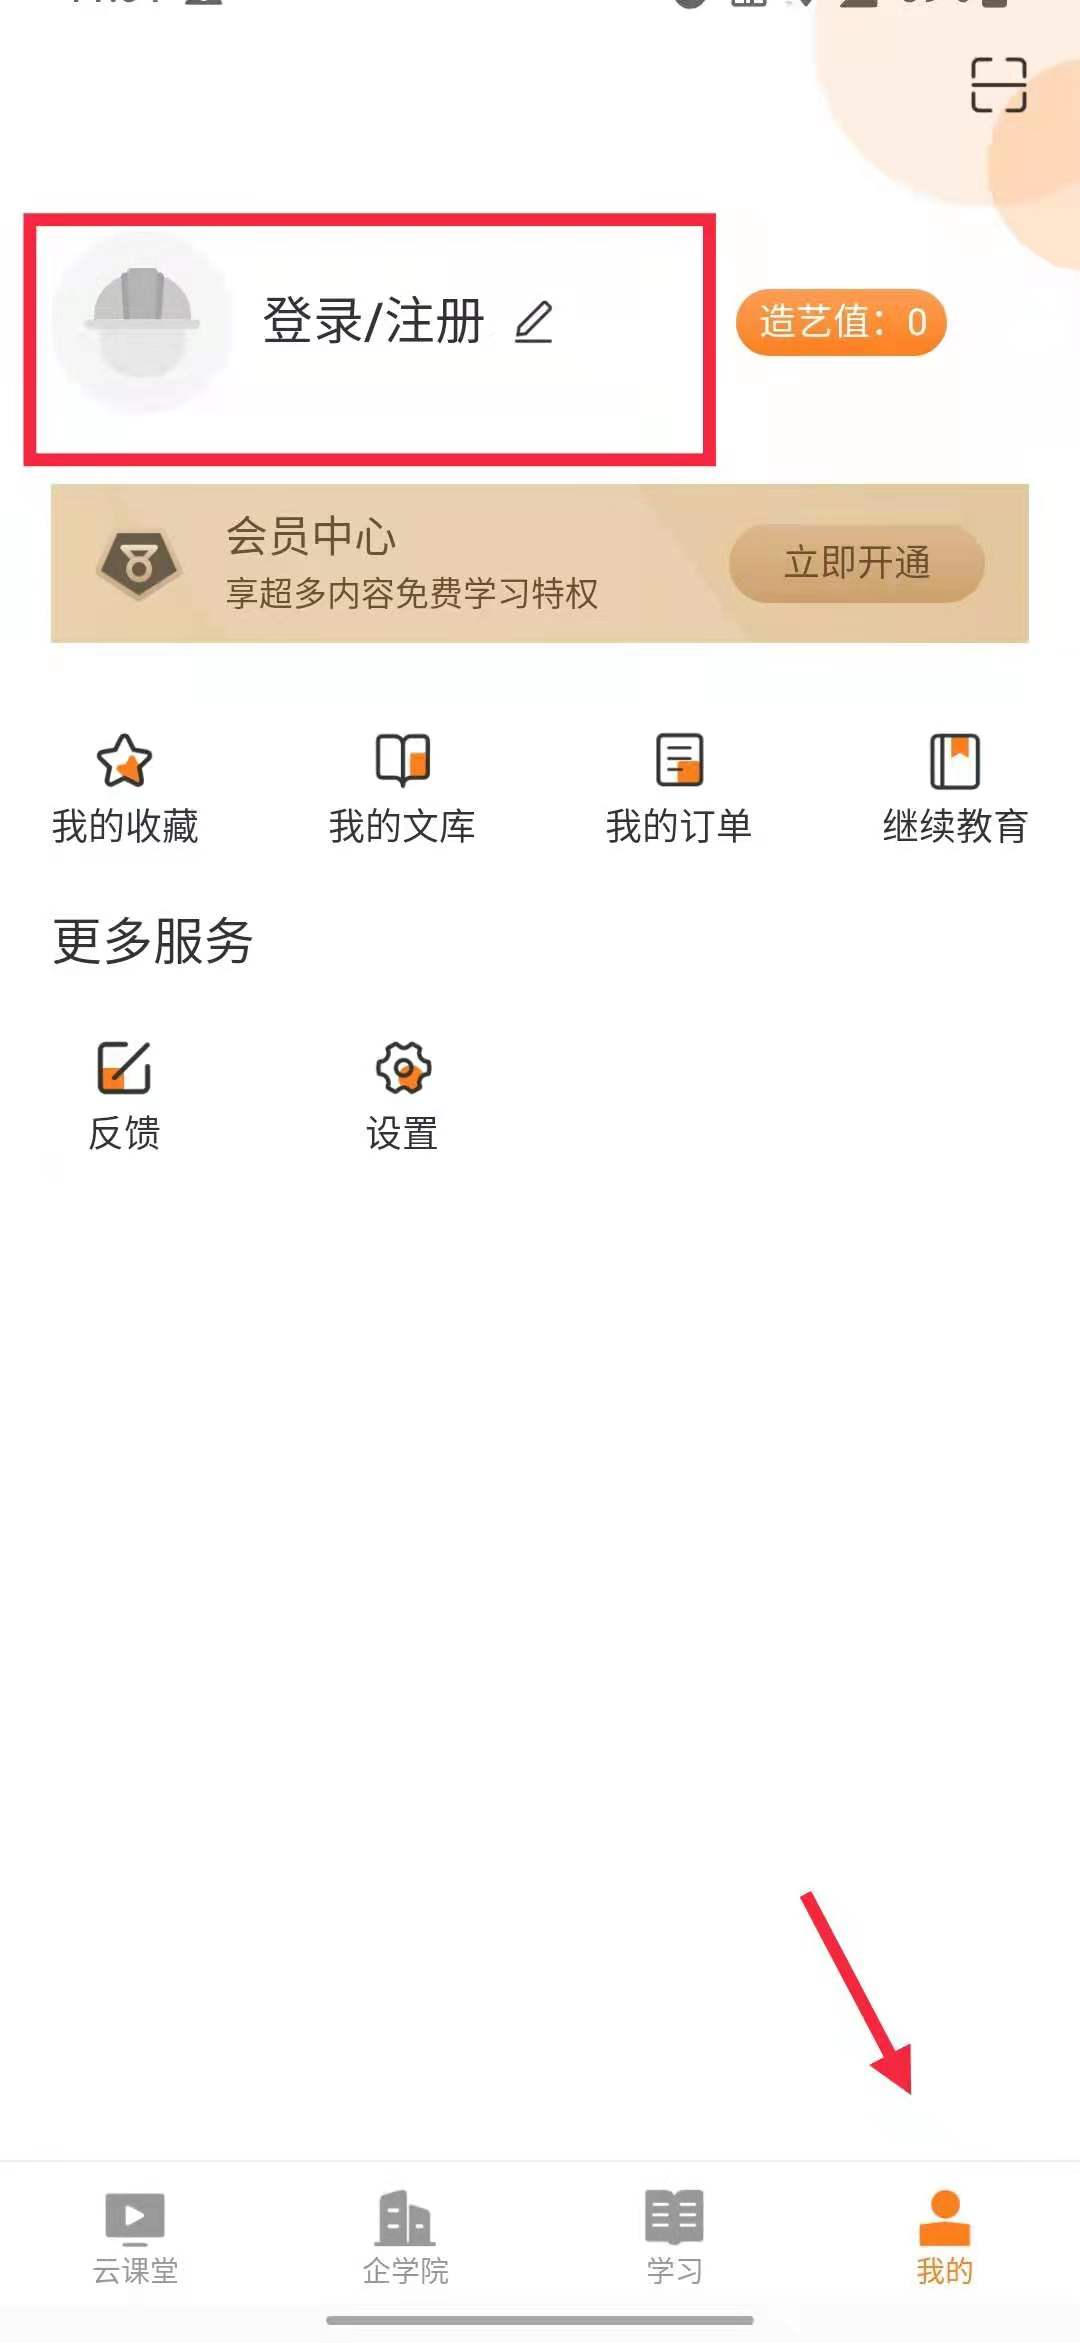 登录/注册
造艺值：0
会员中心
享超多内容免费学习特权
立即开通
我的收藏 我的文库 我的订单 继续教育
更多服务
反馈 设置
云课堂 企学院 学习 我的